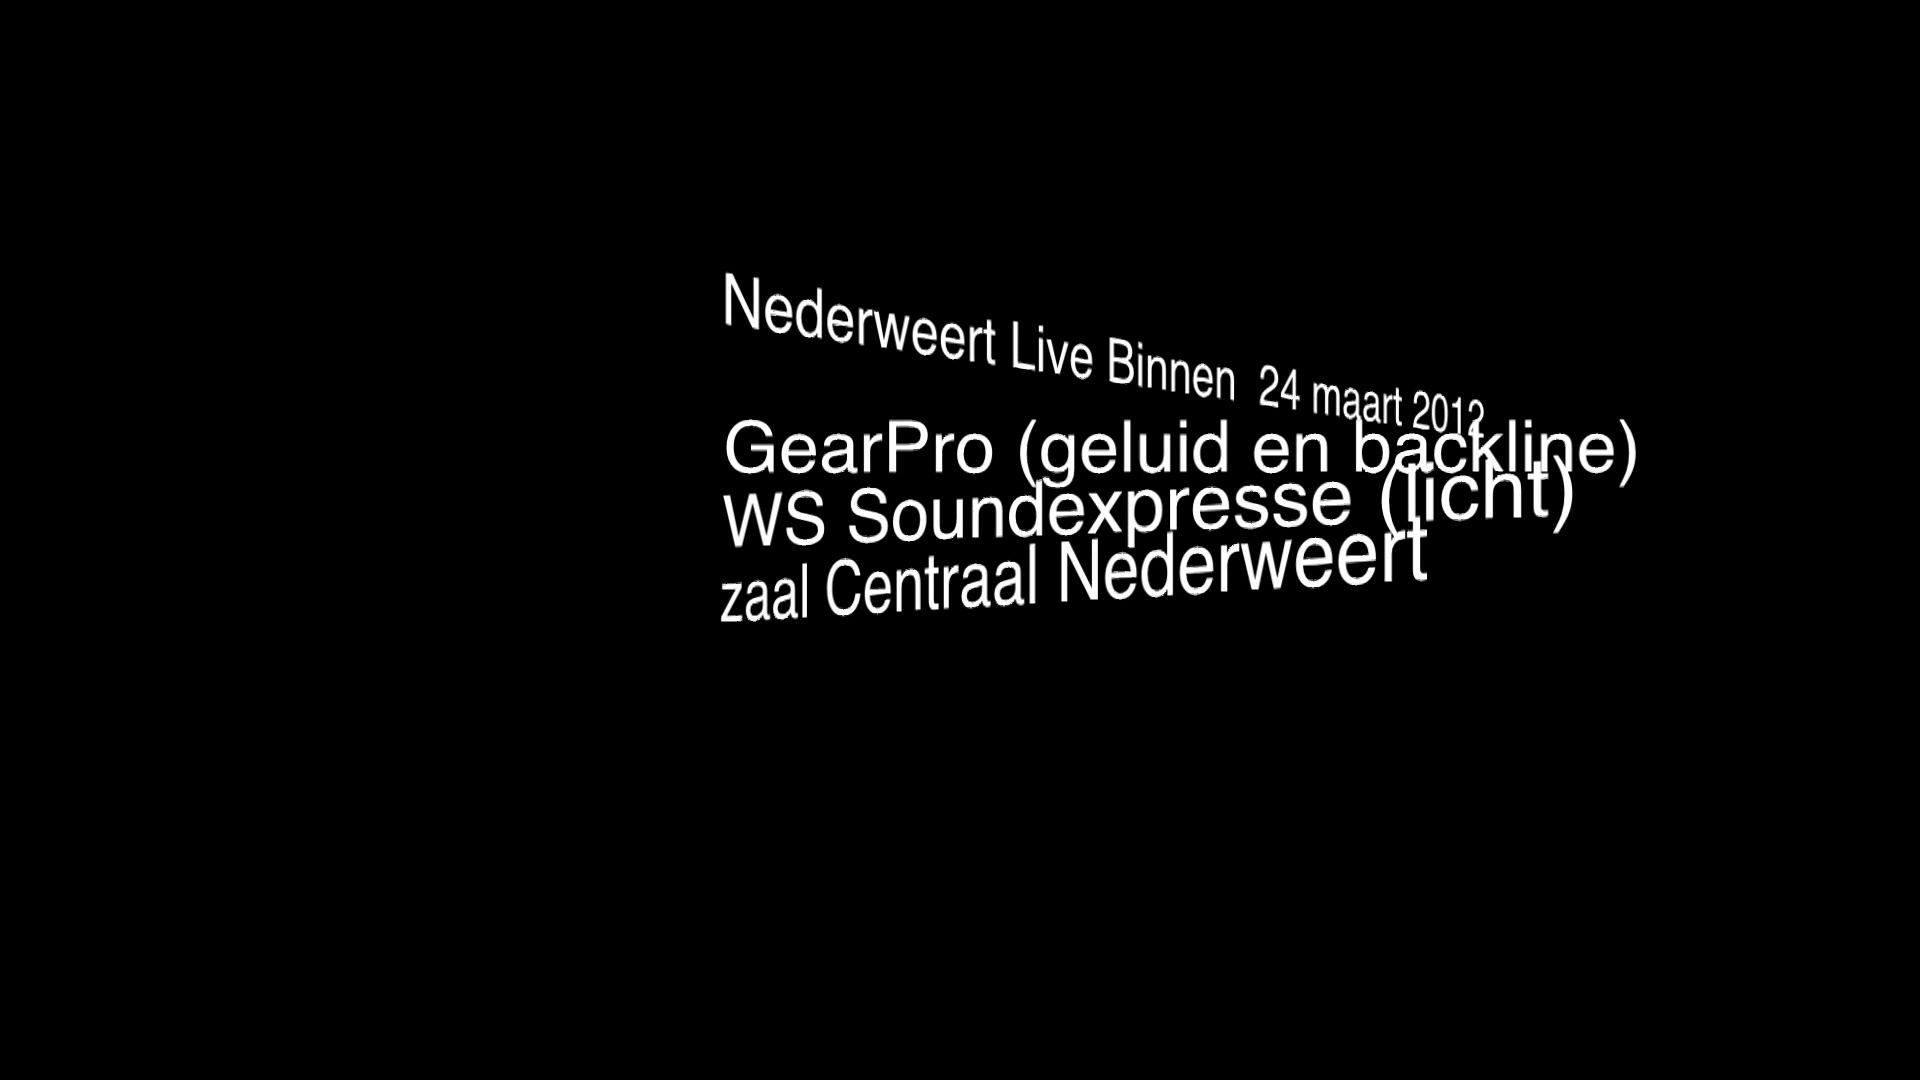 Nederweert Live Binnen 24 maart 2012
GearPro (geluid en backline)
WS Soundexpresse (licht)
zaal Centraal Nederweert